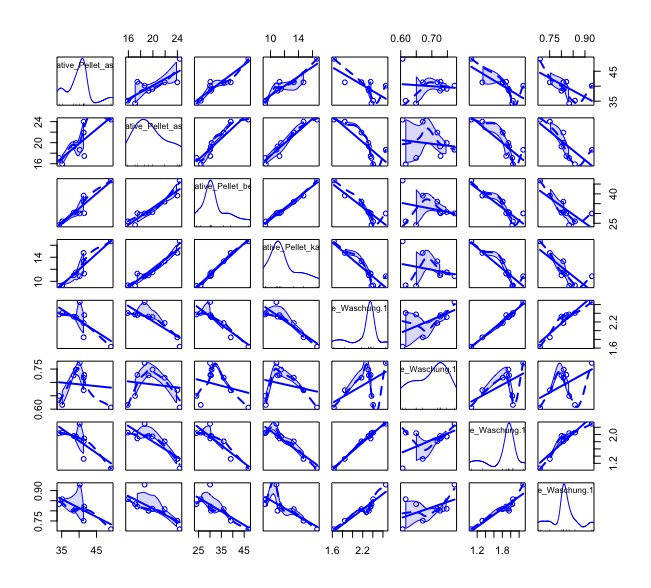 16 20 24
10 14
0.60 0.70
0.75 0.90
ative_Pellet_as
35 45
16 20 24
ative_Pellet_as
ative_Pellet_be
25 40
10 14
ative_Pellet_ka
e_Waschung.1
1.6 2.2
0.60 0.75
e_Waschung.1
e_Waschung.1
1.2 2.0
0.75 0.90
e_Waschung.1
35 45
25 35 45
1.6 2.2
1.2 1.8